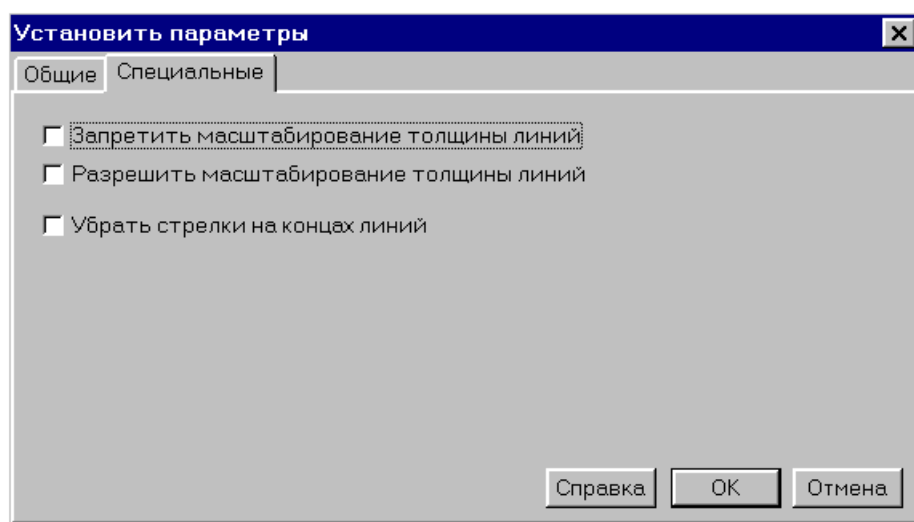 Установить параметры
Общие Специальные
Запретить масштабирование толщины линий
Разрешить масштабирование толщины линий
Убрать стрелки на концах линий
Справка OK Отмена